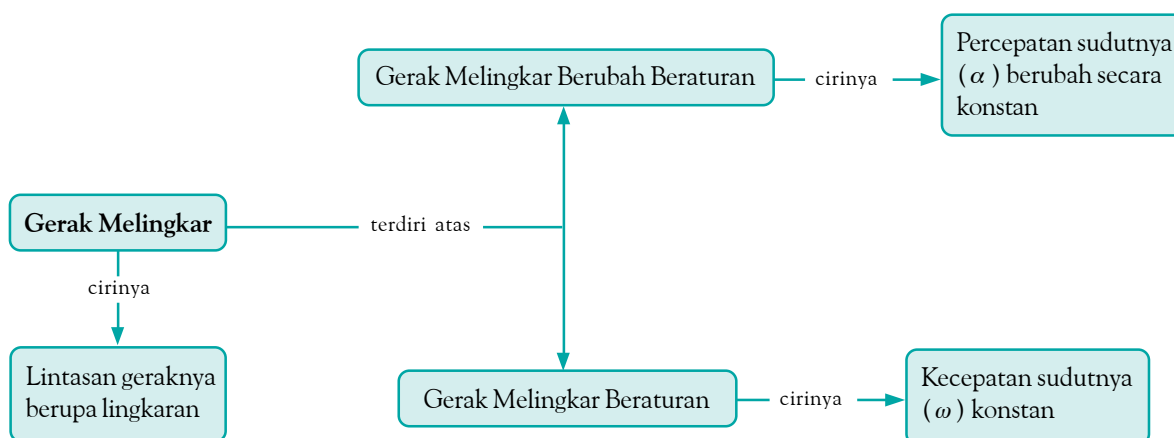 Gerak Melingkar
cirinya
Lintasan geraknya
berupa lingkaran
terdiri atas
Gerak Melingkar Berubah Beraturan
cirinya
Percepatan sudutnya
(α) berubah secara
konstan
Gerak Melingkar Beraturan
cirinya
Kecepatan sudutnya
(ω) konstan